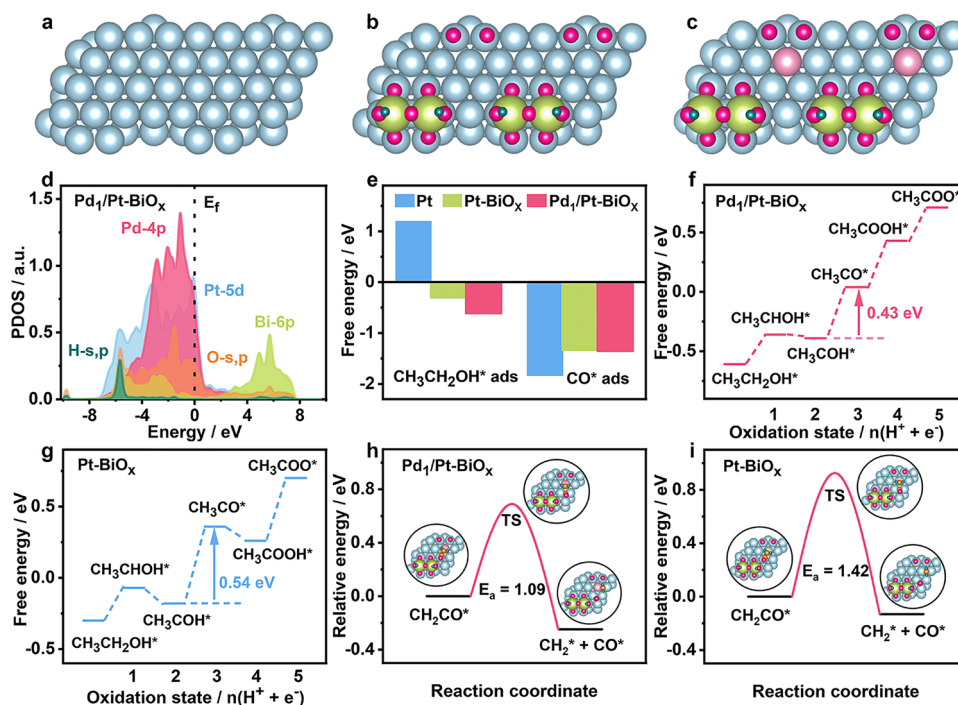 a
b
c
d
Pd₁/Pt-BiOₓ
E_f
Pd-4p
Pt-5d
Bi-6p
H-s,p
O-s,p
PDOS / a.u.
1.5
1.0
0.5
0.0
-8
-4
0
4
8
Energy / eV
e
Pt
Pt-BiOₓ
Pd₁/Pt-BiOₓ
Free energy / eV
1
0
-1
-2
CH₃CH₂OH* ads
CO* ads
f
Pd₁/Pt-BiOₓ
CH₃COO*
CH₃COOH*
CH₃CO*
CH₃CHOH*
0.43 eV
CH₃COH*
CH₃CH₂OH*
Free energy / eV
0.5
0.0
-0.5
1 2 3 4 5
Oxidation state / n(H⁺ + e⁻)
g
Pt-BiOₓ
CH₃COO*
CH₃CO*
CH₃COOH*
CH₃CHOH*
0.54 eV
CH₃COH*
CH₃CH₂OH*
Free energy / eV
0.5
0.0
-0.5
1 2 3 4 5
Oxidation state / n(H⁺ + e⁻)
h
Pd₁/Pt-BiOₓ
TS
Eₐ = 1.09
CH₂CO*
CH₂* + CO*
Relative energy / eV
0.8
0.4
0.0
-0.4
Reaction coordinate
i
Pt-BiOₓ
TS
Eₐ = 1.42
CH₂CO*
CH₂* + CO*
Relative energy / eV
0.8
0.4
0.0
-0.4
Reaction coordinate